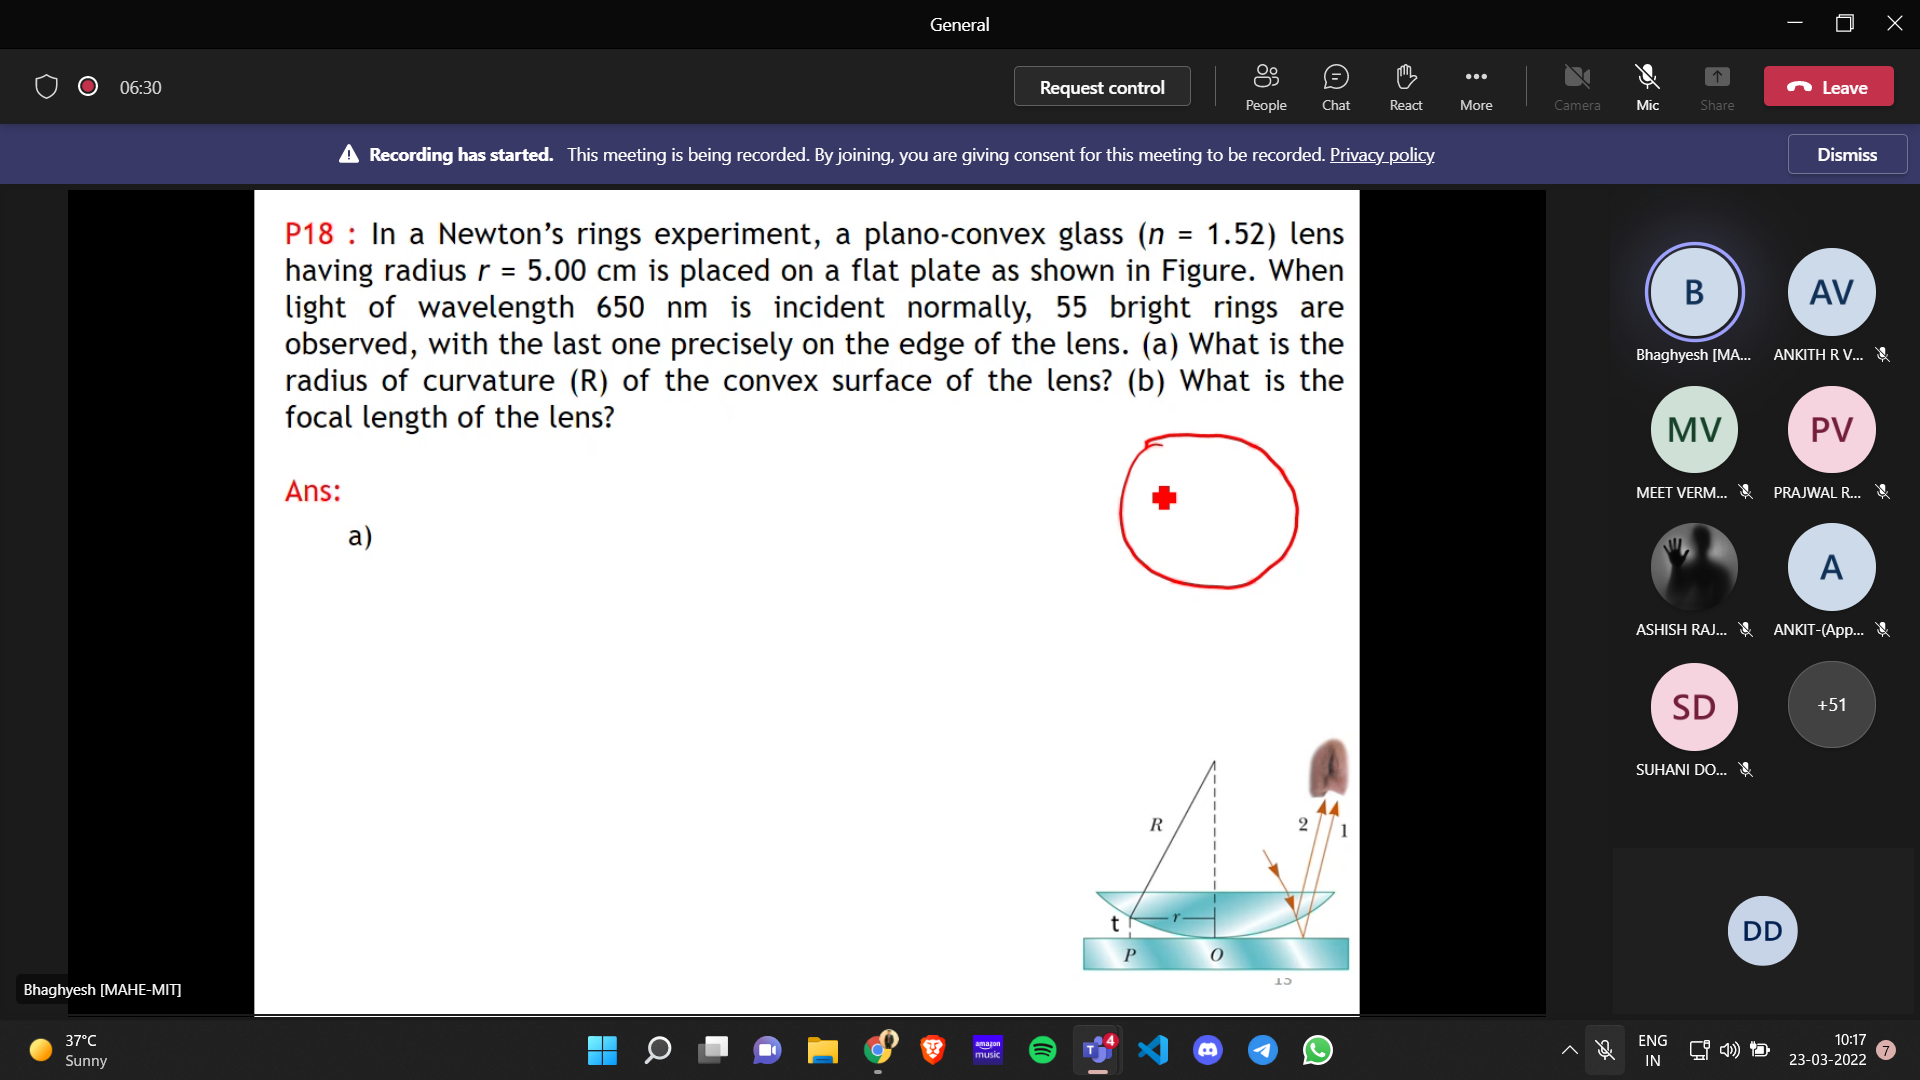 General
06:30
Request control
People
Chat
React
More
Camera
Mic
Share
Leave
Recording has started. This meeting is being recorded. By joining, you are giving consent for this meeting to be recorded. Privacy policy
Dismiss
P18 : In a Newton’s rings experiment, a plano-convex glass (n = 1.52) lens
having radius r = 5.00 cm is placed on a flat plate as shown in Figure. When
light of wavelength 650 nm is incident normally, 55 bright rings are
observed, with the last one precisely on the edge of the lens. (a) What is the
radius of curvature (R) of the convex surface of the lens? (b) What is the
focal length of the lens?
Ans:
a)
R
2
1
t
r
P
O
Bhaghyesh [MAHE-MIT]
B
AV
Bhaghyesh [MA...
ANKITH R V...
MV
PV
MEET VERM...
PRAJWAL R...
A
ASHISH RAJ...
ANKIT-(App...
SD
+51
SUHANI DO...
DD
37°C
Sunny
amazon
music
T
4
ENG
IN
10:17
23-03-2022
7